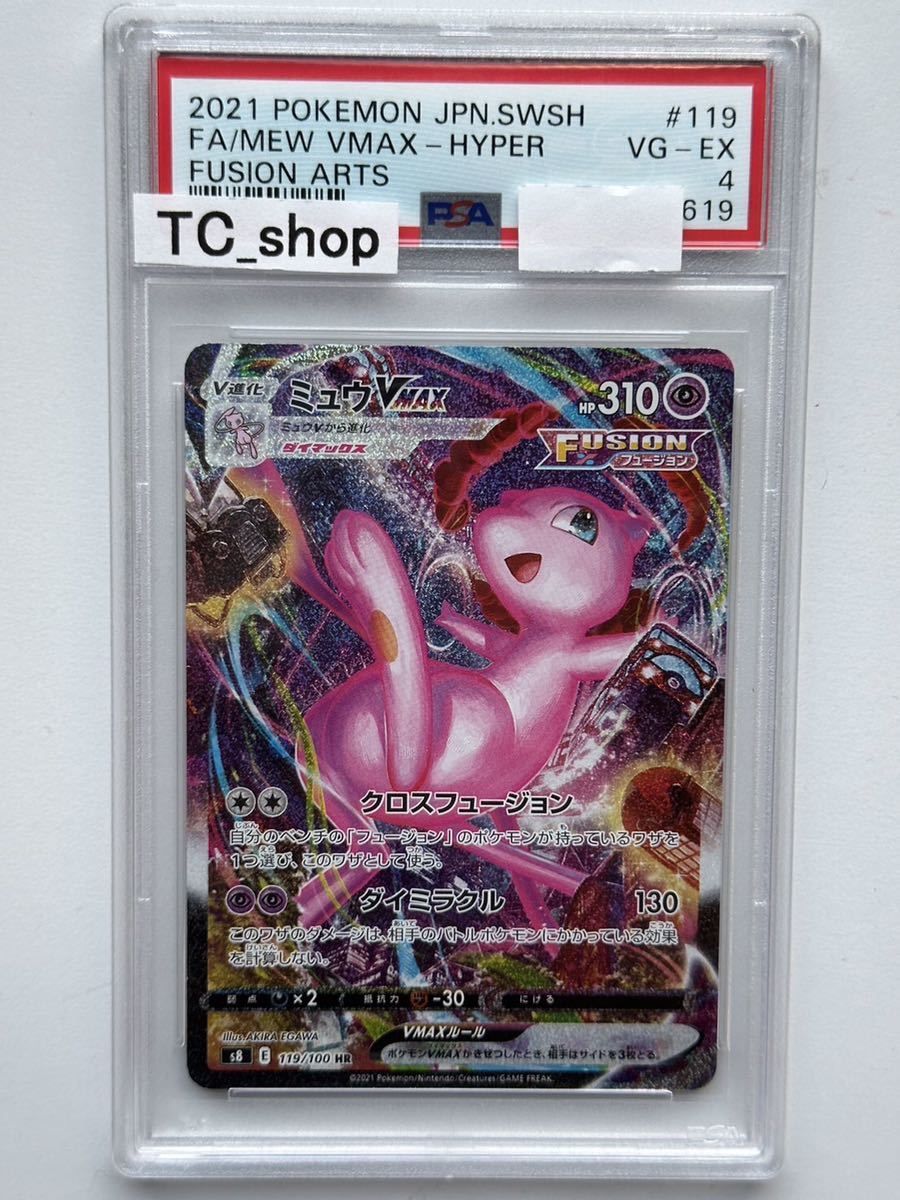 2021 POKEMON JPN.SWSH #119
FA/MEW VMAX-HYPER VG-EX
FUSION ARTS 4
PSA 619
TC_shop
V進化 ミュウVMAX HP310
ミュウVから進化
ダイマックス
FUSION
フュージョン
クロスフュージョン
自分のベンチの「フュージョン」のポケモンが持っているワザを
1つ選び、このワザとして使う。
ダイミラクル 130
このワザのダメージは、相手のバトルポケモンにかかっている効果
を計算しない。
弱点 ×2 抵抗力 -30 にげる
Illus. AKIRA EGAWA
VMAXルール
s8 E 119/100 HR
ポケモンVMAXがきぜつしたとき、相手はサイドを3枚とる。
©2021 Pokémon/Nintendo/Creatures/GAME FREAK.
PSA